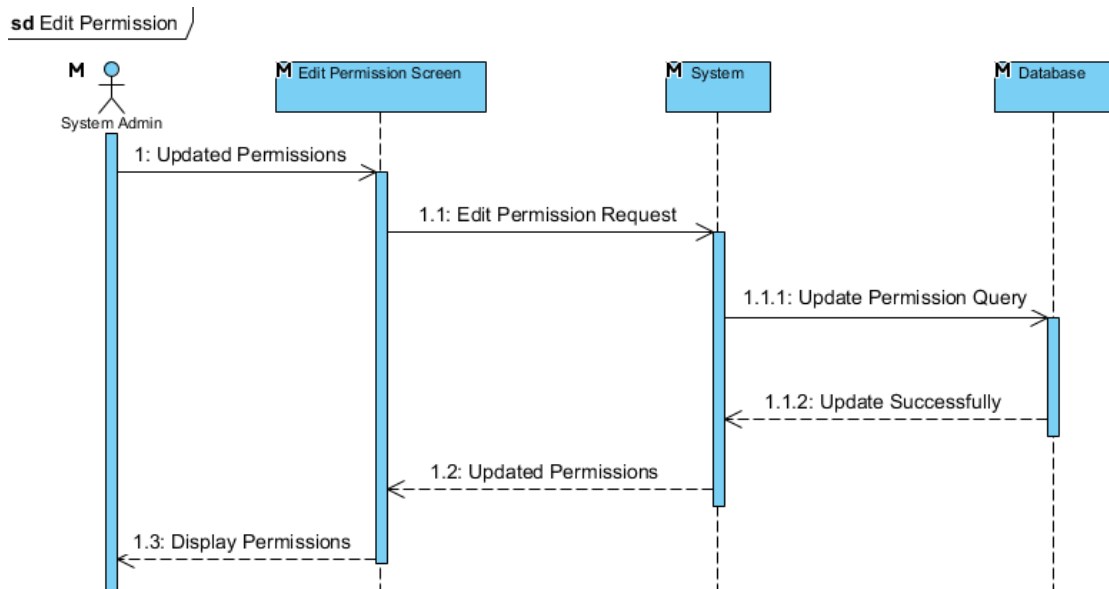 sd Edit Permission
M
System Admin
M Edit Permission Screen
M System
M Database
1: Updated Permissions
1.1: Edit Permission Request
1.1.1: Update Permission Query
1.1.2: Update Successfully
1.2: Updated Permissions
1.3: Display Permissions